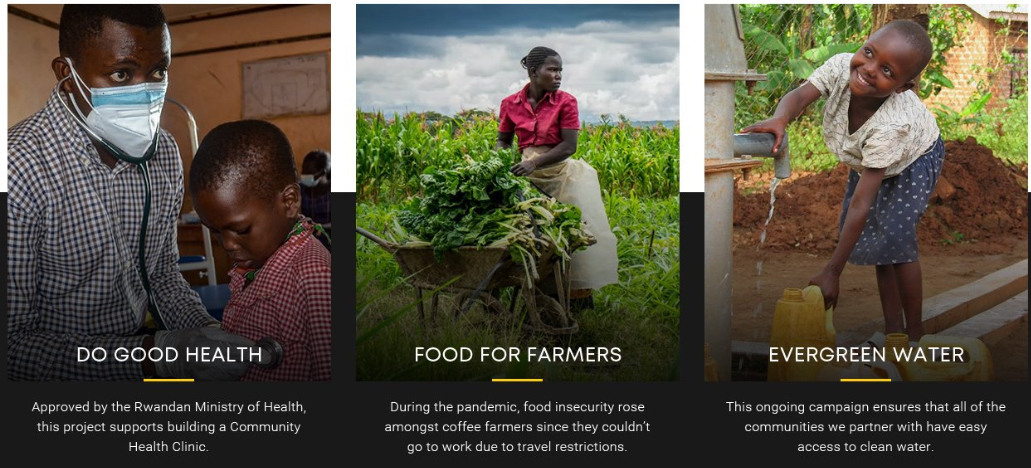 DO GOOD HEALTH
Approved by the Rwandan Ministry of Health,
this project supports building a Community
Health Clinic.
FOOD FOR FARMERS
During the pandemic, food insecurity rose
amongst coffee farmers since they couldn't
go to work due to travel restrictions.
EVERGREEN WATER
This ongoing campaign ensures that all of the
communities we partner with have easy
access to clean water.